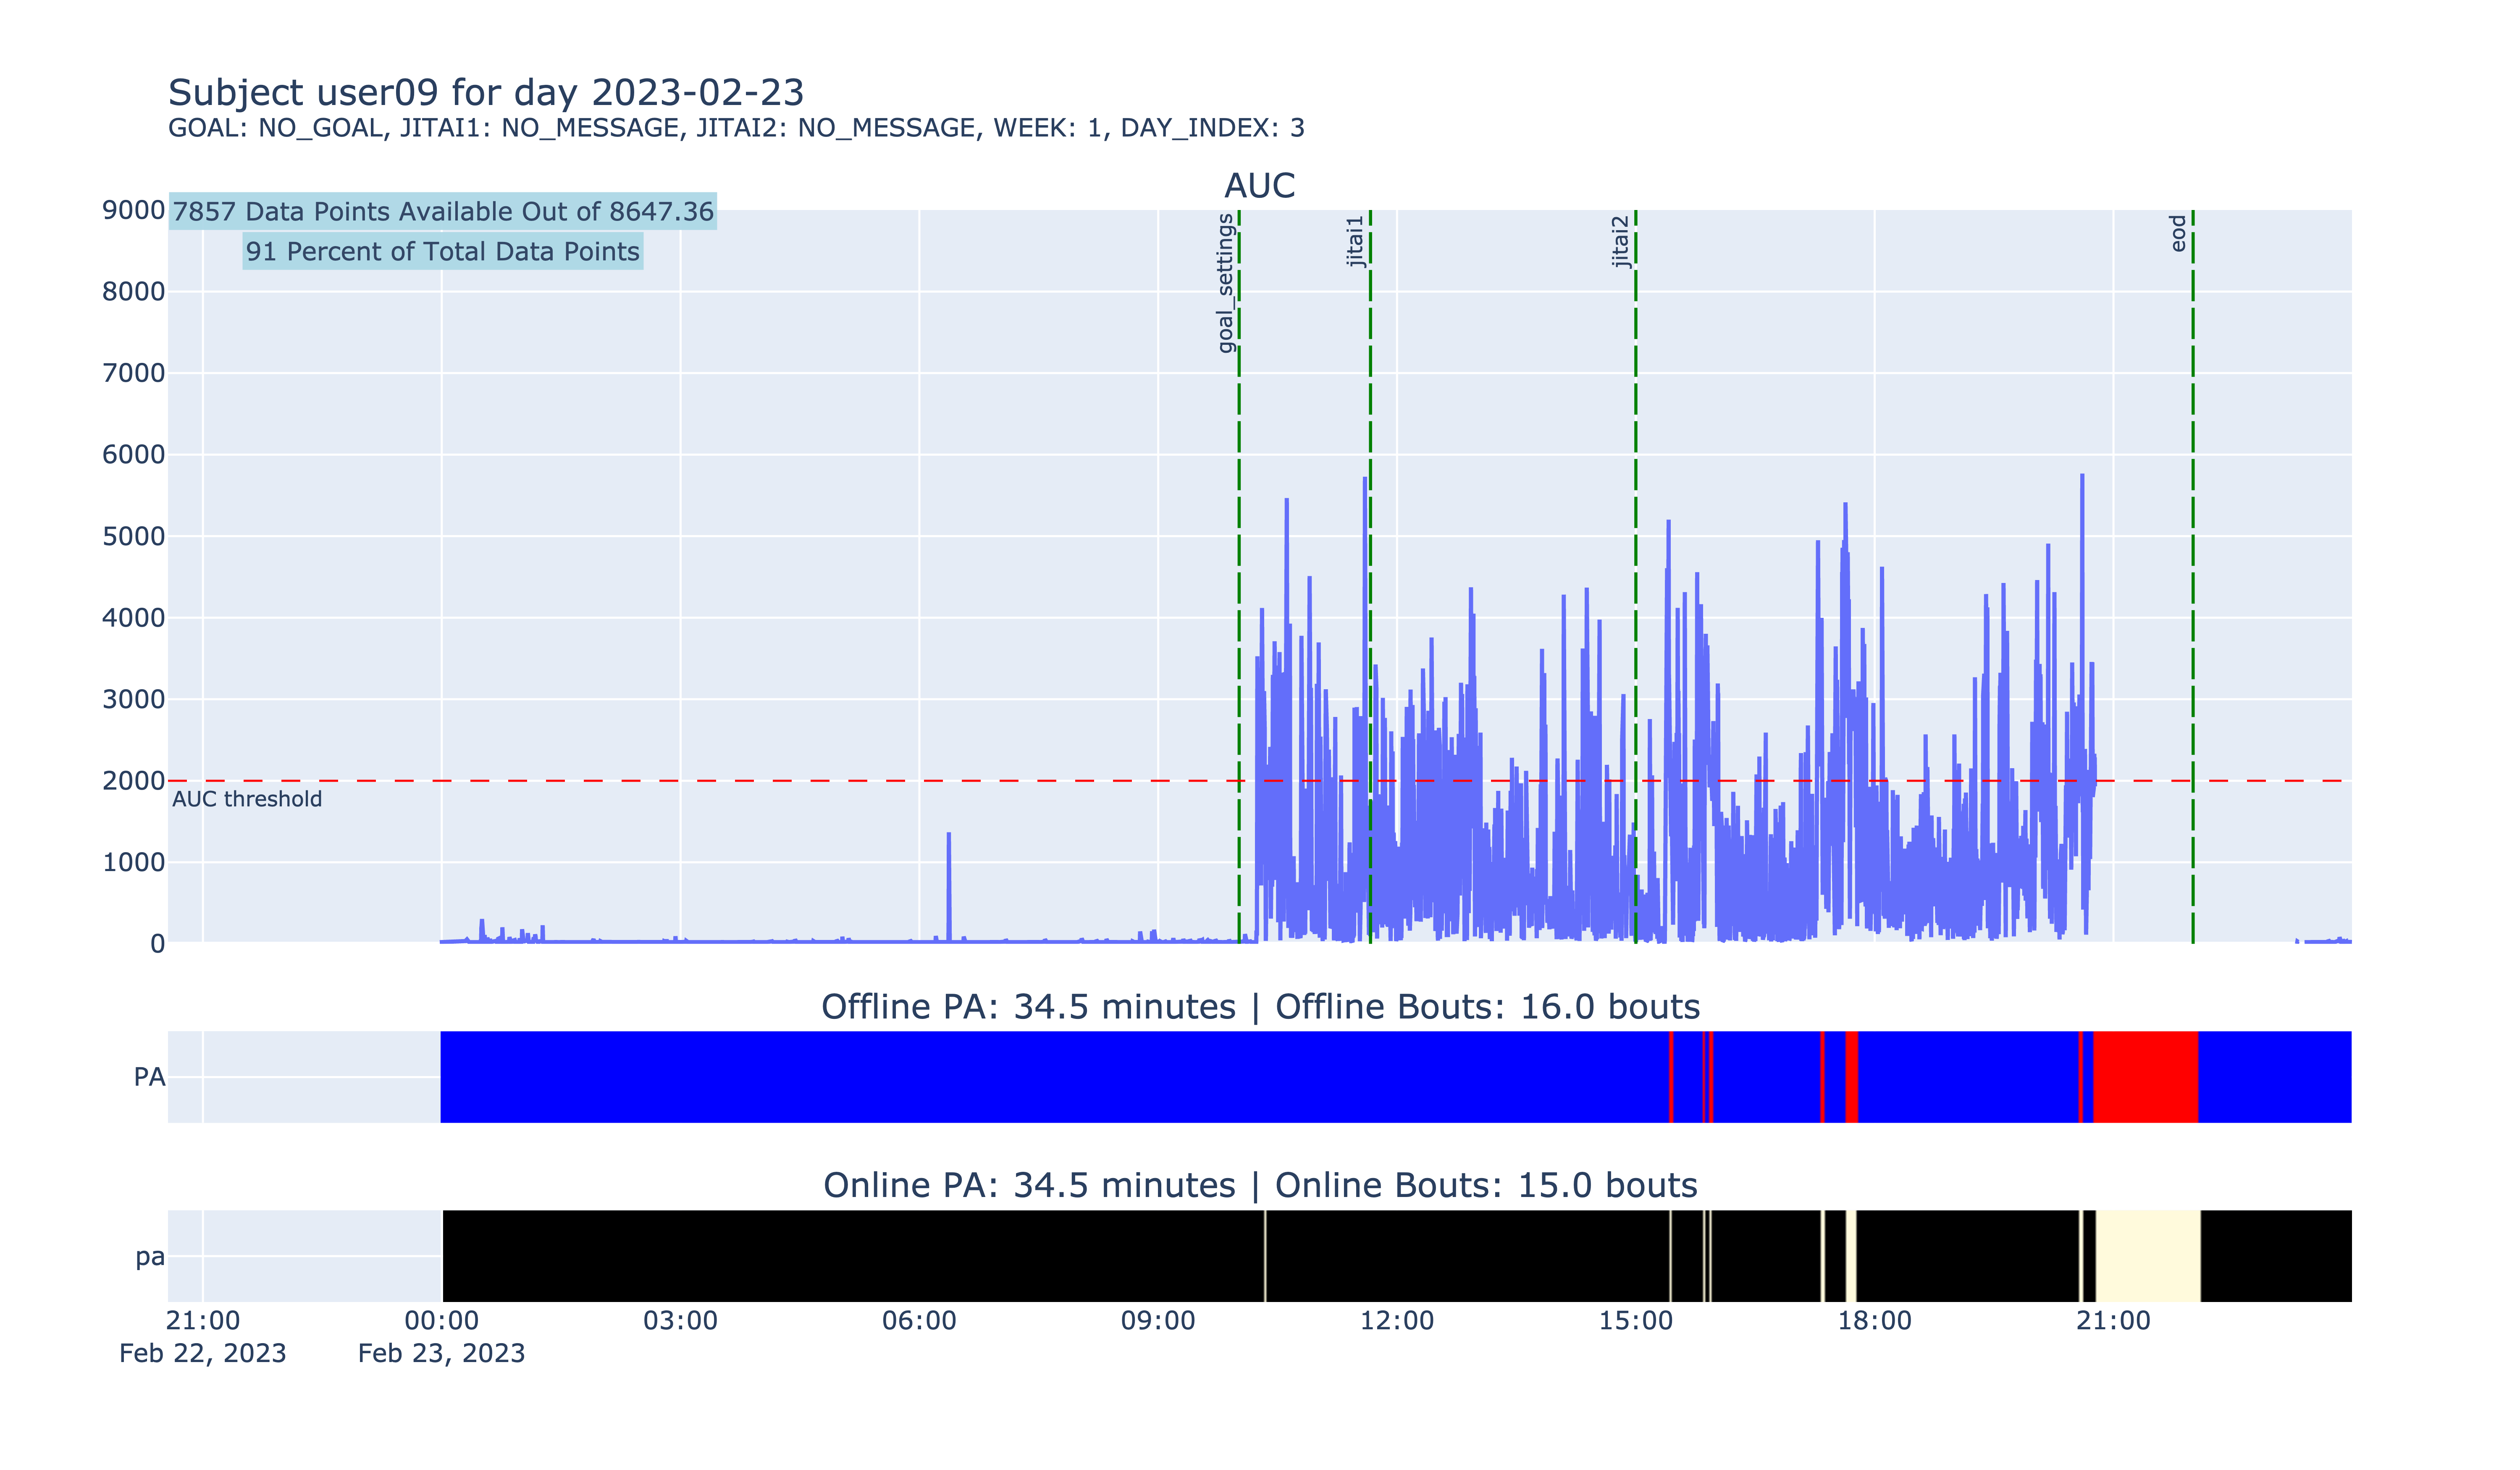 Subject user09 for day 2023-02-23
GOAL: NO_GOAL, JITAI1: NO_MESSAGE, JITAI2: NO_MESSAGE, WEEK: 1, DAY_INDEX: 3
AUC
7857 Data Points Available Out of 8647.36
91 Percent of Total Data Points
goal_settings
jitai1
jitai2
eod
9000
8000
7000
6000
5000
4000
3000
2000
1000
0
AUC threshold
Offline PA: 34.5 minutes | Offline Bouts: 16.0 bouts
PA
Online PA: 34.5 minutes | Online Bouts: 15.0 bouts
pa
21:00 00:00 03:00 06:00 09:00 12:00 15:00 18:00 21:00
Feb 22, 2023 Feb 23, 2023